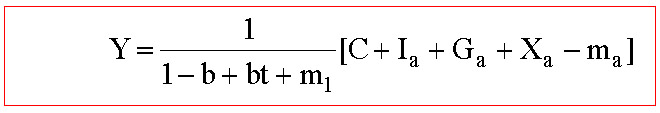 Y = 1 / (1 − b + bt + m₁) [C + Iₐ + Gₐ + Xₐ − mₐ]